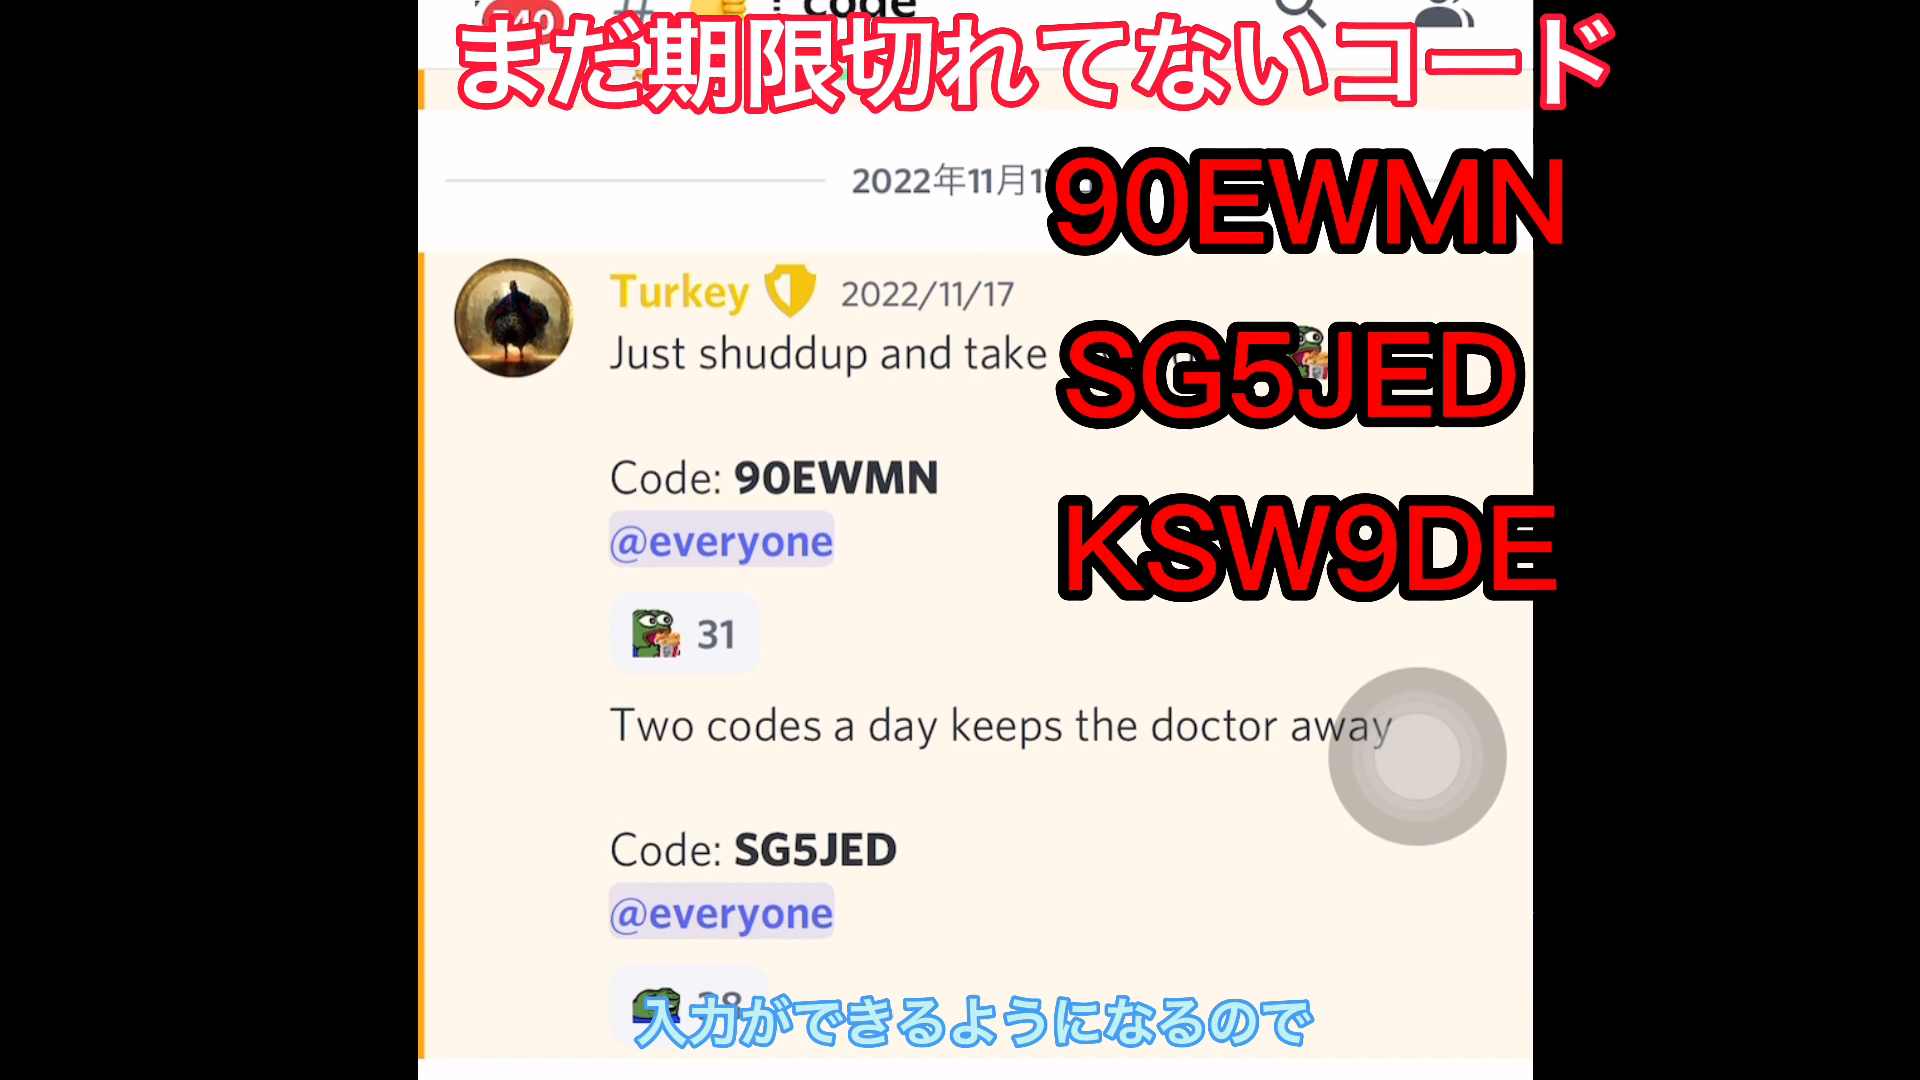 code
まだ期限切れてないコード
2022年11月1
90EWMN
Turkey 2022/11/17
Just shuddup and take
SG5JED
Code: 90EWMN
@everyone
KSW9DE
31
Two codes a day keeps the doctor away
Code: SG5JED
@everyone
入力ができるようになるので